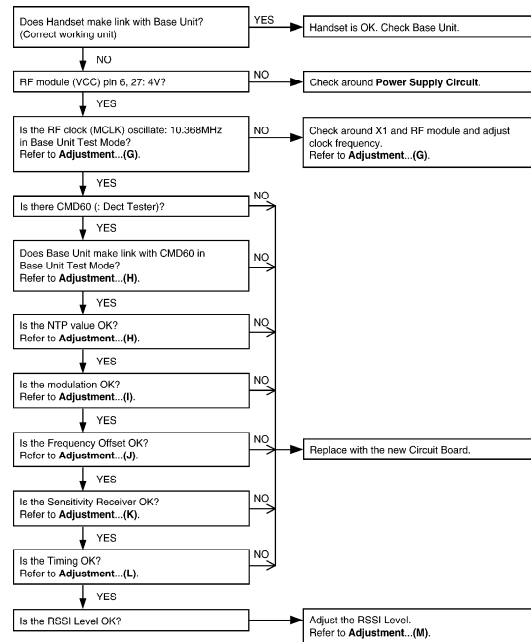 Does Handset make link with Base Unit?
(Correct working unit)
YES
Handset is OK. Check Base Unit.
NO
RF module (VCC) pin 6, 27: 4V?
NO
Check around Power Supply Circuit.
YES
Is the RF clock (MCLK) oscillate: 10.368MHz
in Base Unit Test Mode?
Refer to Adjustment...(G).
NO
Check around X1 and RF module and adjust
clock frequency.
Refer to Adjustment...(G).
YES
Is there CMD60 (: Dect Tester)?
NO
Does Base Unit make link with CMD60 in
Base Unit Test Mode?
Refer to Adjustment...(H).
NO
YES
Is the NTP value OK?
Refer to Adjustment...(H).
NO
YES
Is the modulation OK?
Refer to Adjustment...(I).
NO
YES
Is the Frequency Offset OK?
Refer to Adjustment...(J).
NO
Replace with the new Circuit Board.
YES
Is the Sensitivity Receiver OK?
Refer to Adjustment...(K).
NO
YES
Is the Timing OK?
Refer to Adjustment...(L).
NO
YES
Is the RSSI Level OK?
Adjust the RSSI Level.
Refer to Adjustment...(M).